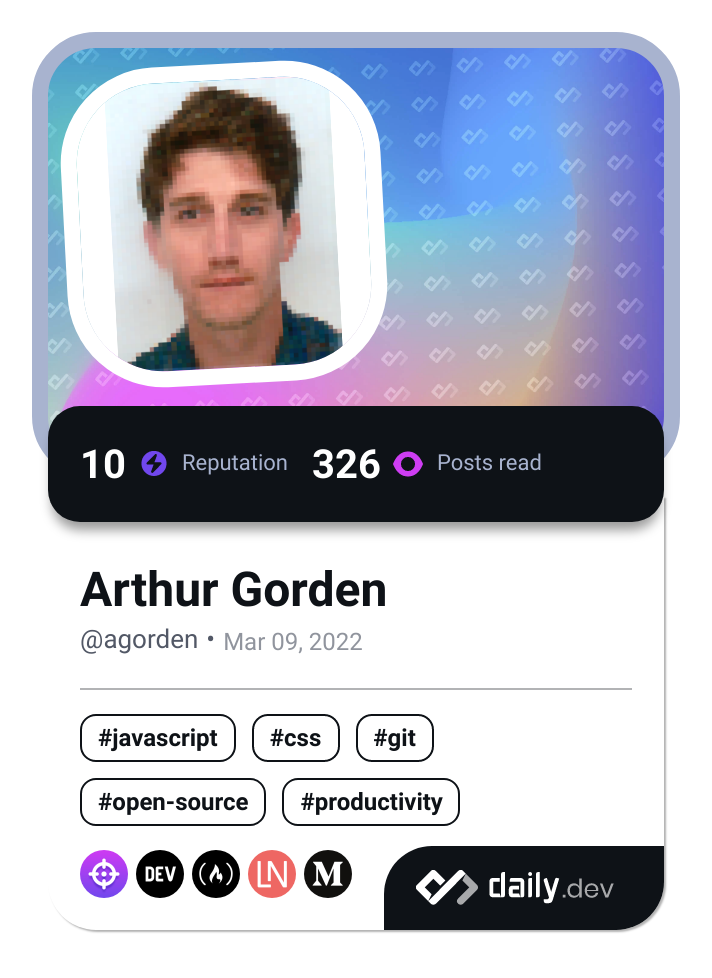 10 Reputation 326 Posts read
Arthur Gorden
@agorden • Mar 09, 2022
#javascript #css #git
#open-source #productivity
DEV LN M daily.dev